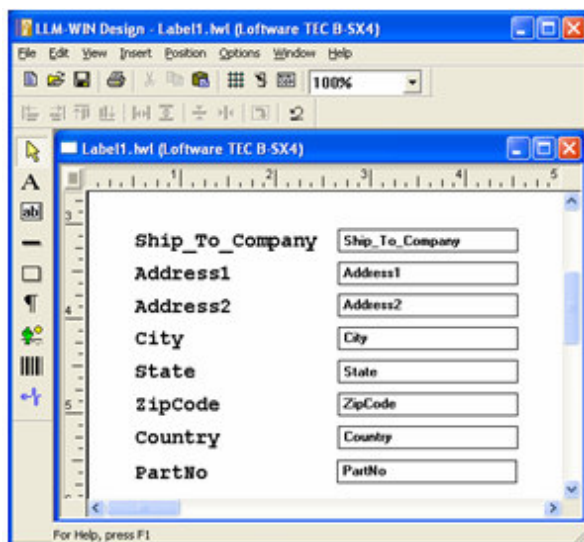 LLM-WIN Design - Label1.lwl (Loftware TEC B-SX4)
File Edit View Insert Position Options Window Help
100%
Label1.lwl (Loftware TEC B-SX4)
1 2 3 4 5
3
4
5
A
ab
¶
Ship_To_Company Ship_To_Company
Address1 Address1
Address2 Address2
City City
State State
ZipCode ZipCode
Country Country
PartNo PartNo
For Help, press F1